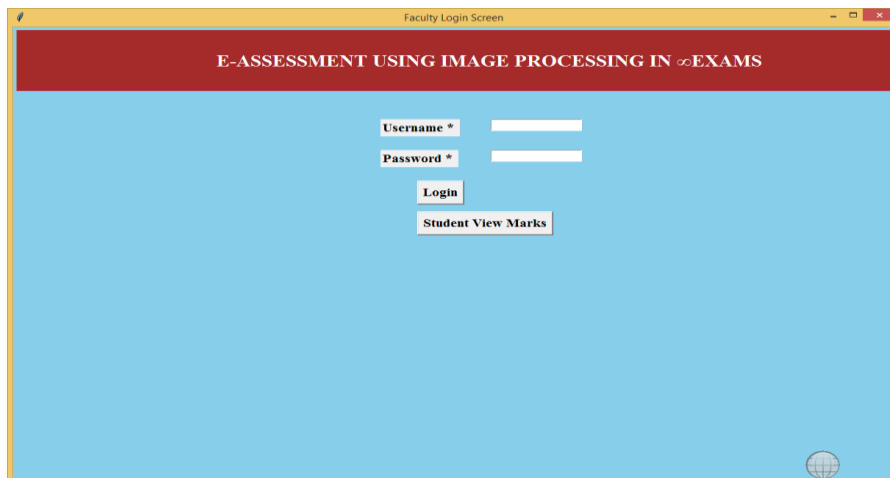 Faculty Login Screen
E-ASSESSMENT USING IMAGE PROCESSING IN ∞EXAMS
Username *
Password *
Login
Student View Marks